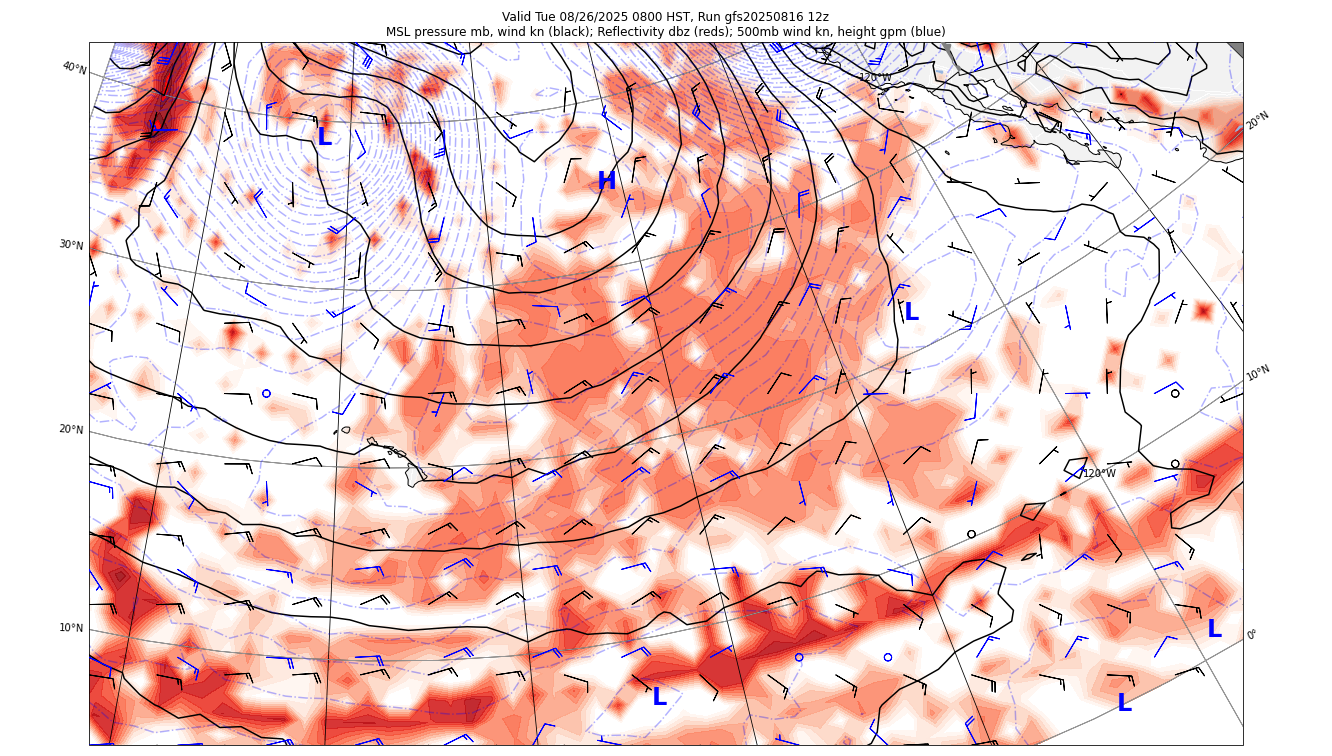 Valid Tue 08/26/2025 0800 HST, Run gfs20250816 12z
MSL pressure mb, wind kn (black); Reflectivity dbz (reds); 500mb wind kn, height gpm (blue)
40°N
120°W
20°N
L
H
30°N
L
10°N
20°N
120°W
10°N
L
0°
L
L